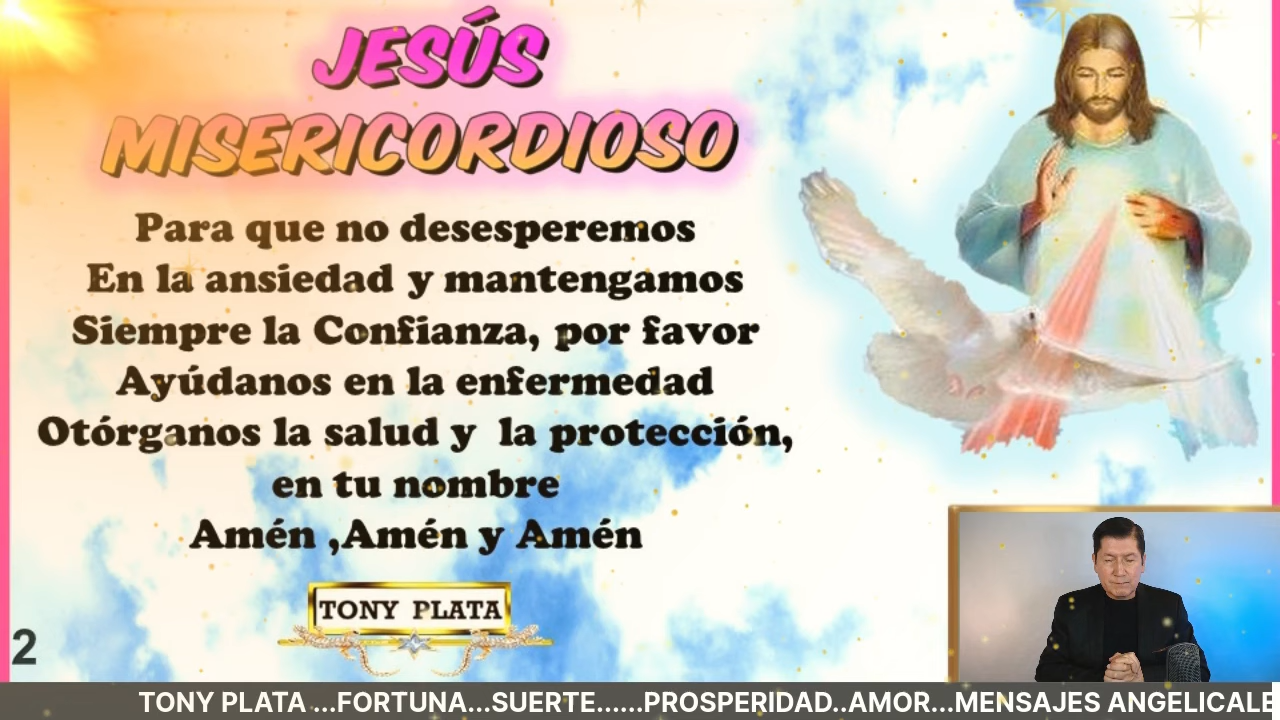 JESÚS
MISERICORDIOSO
Para que no desesperemos
En la ansiedad y mantengamos
Siempre la Confianza, por favor
Ayúdanos en la enfermedad
Otórganos la salud y  la protección,
en tu nombre
Amén ,Amén y Amén
TONY PLATA
2
TONY PLATA ...FORTUNA...SUERTE......PROSPERIDAD..AMOR...MENSAJES ANGELICALE